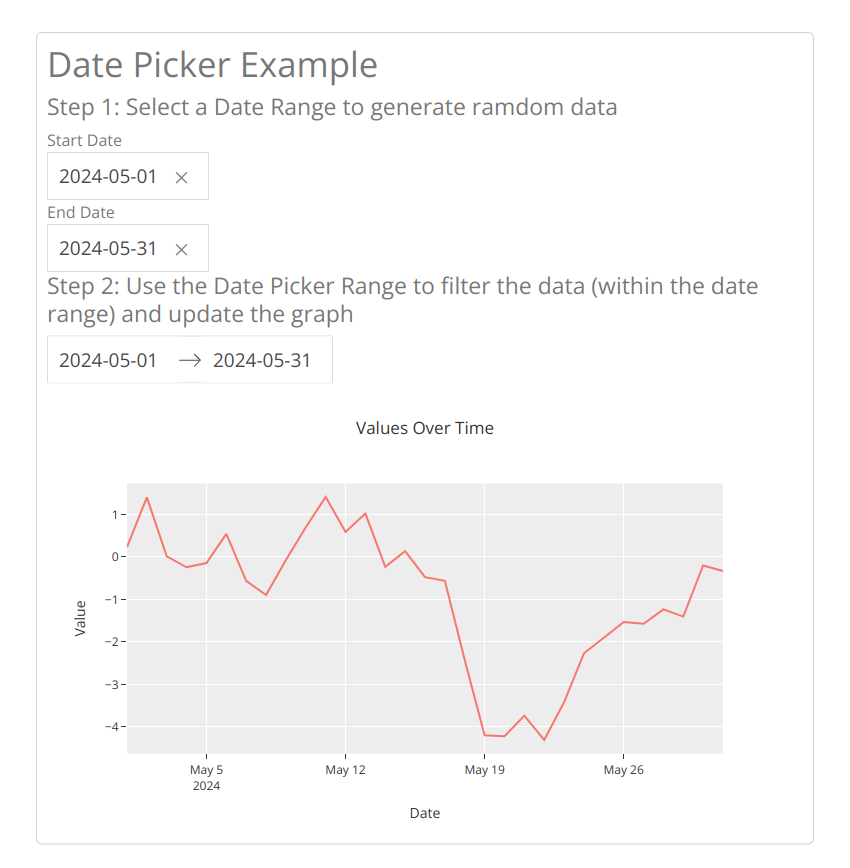 Date Picker Example
Step 1: Select a Date Range to generate ramdom data
Start Date
2024-05-01 ×
End Date
2024-05-31 ×
Step 2: Use the Date Picker Range to filter the data (within the date
range) and update the graph
2024-05-01 → 2024-05-31
Values Over Time
1
0
−1
−2
−3
−4
Value
May 5
2024
May 12
May 19
May 26
Date